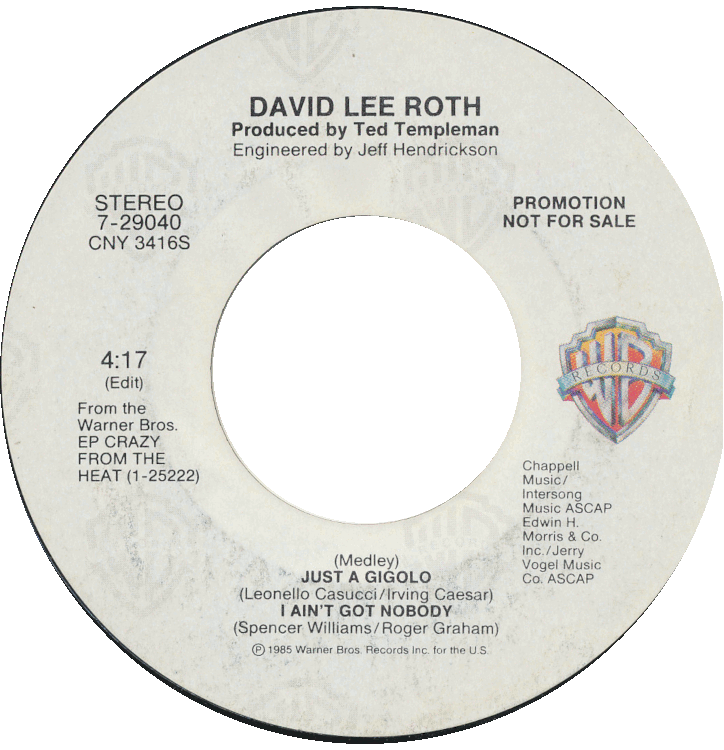 DAVID LEE ROTH
Produced by Ted Templeman
Engineered by Jeff Hendrickson
STEREO
7-29040
CNY 3416S
PROMOTION
NOT FOR SALE
4:17
(Edit)
From the
Warner Bros.
EP CRAZY
FROM THE
HEAT (1-25222)
WB
RECORDS
Chappell
Music/
Intersong
Music ASCAP
Edwin H.
Morris & Co.
Inc./Jerry
Vogel Music
Co. ASCAP
(Medley)
JUST A GIGOLO
(Leonello Casucci/Irving Caesar)
I AIN'T GOT NOBODY
(Spencer Williams/Roger Graham)
℗ 1985 Warner Bros. Records Inc. for the U.S.